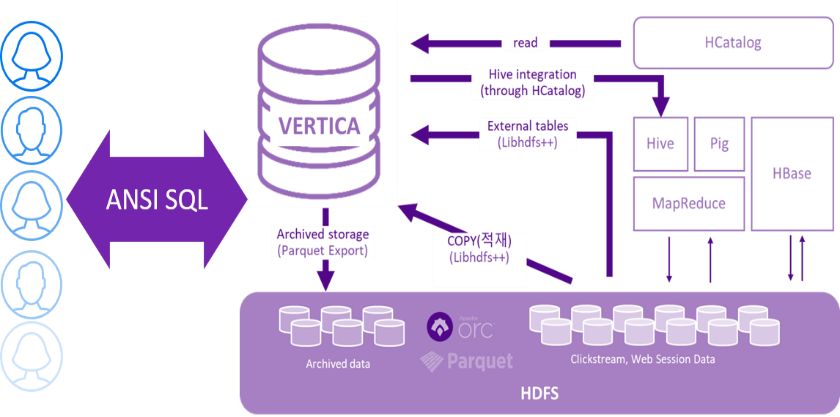 read
HCatalog
Hive integration
(through HCatalog)
VERTICA
External tables
(Libhdfs++)
Hive
Pig
HBase
MapReduce
ANSI SQL
Archived storage
(Parquet Export)
COPY(적재)
(Libhdfs++)
Apache
orc
Parquet
Archived data
Clickstream, Web Session Data
HDFS